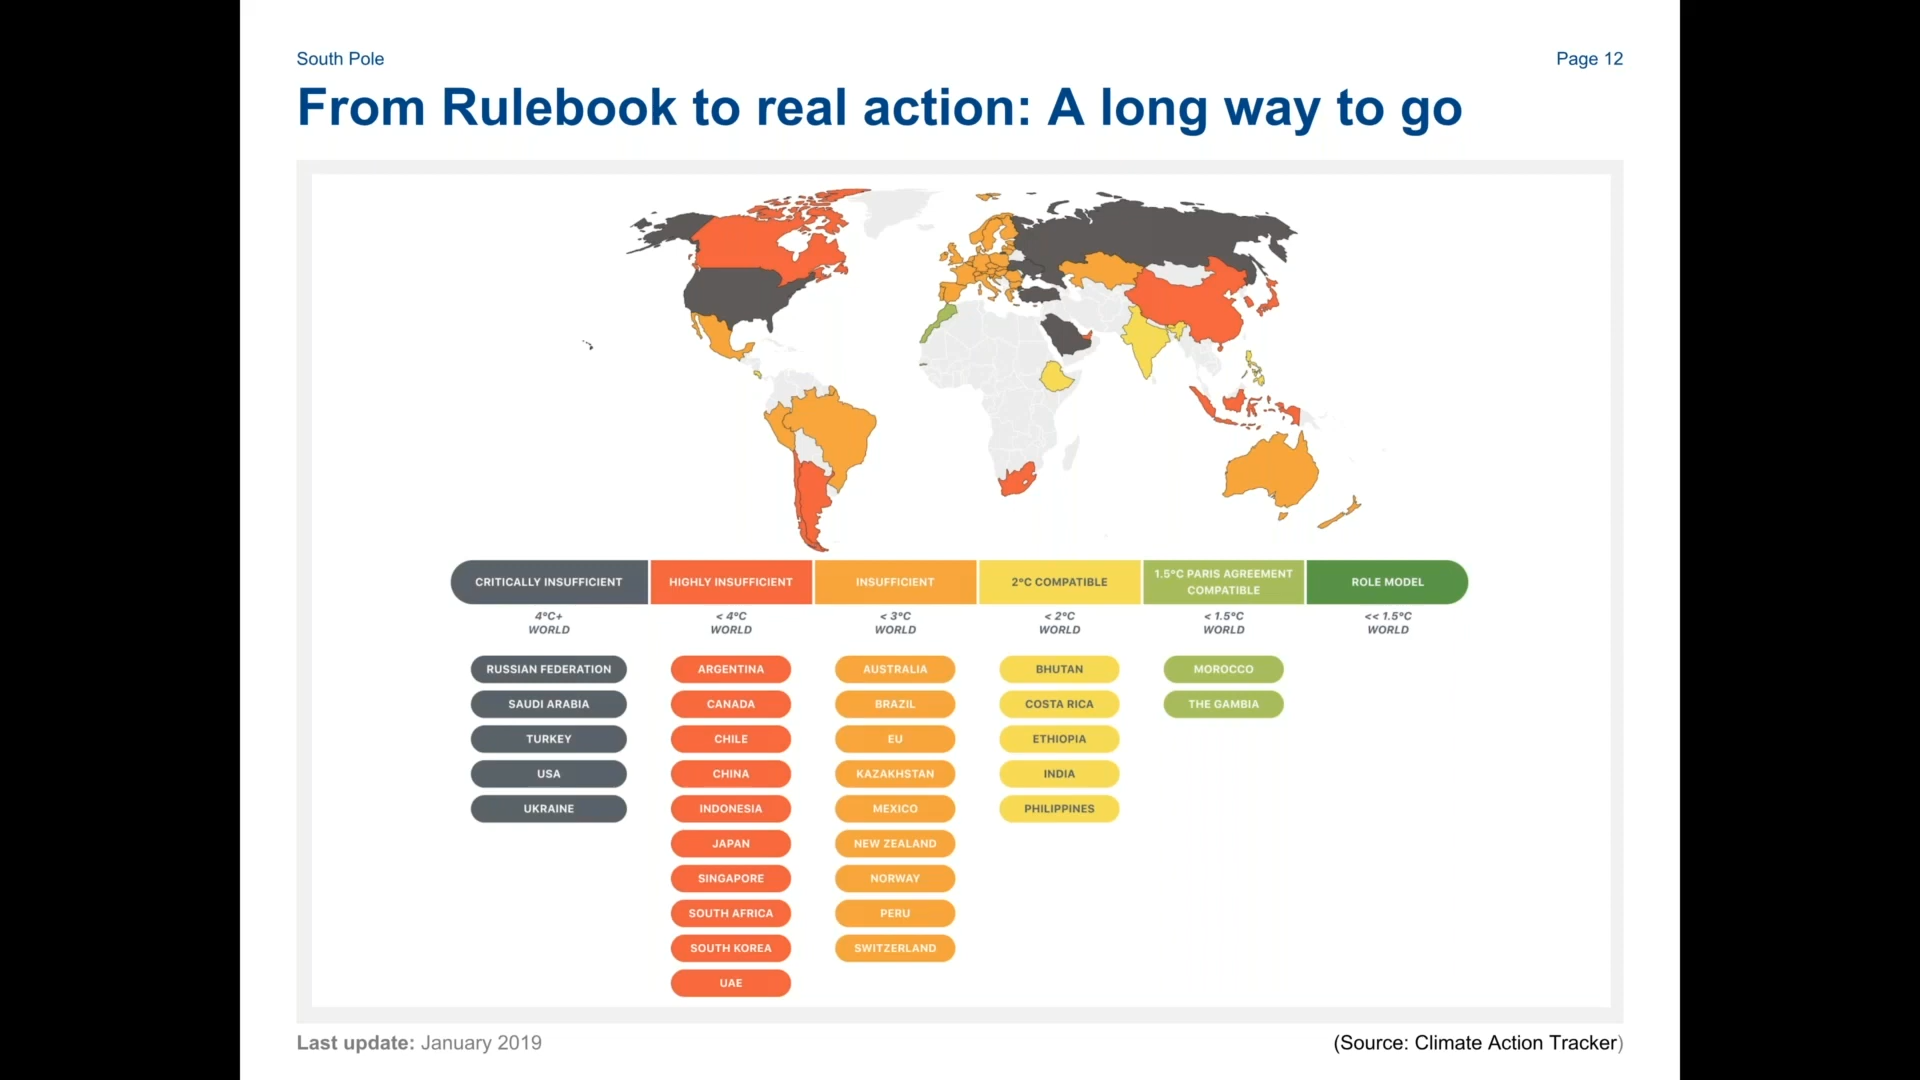 South Pole
Page 12
From Rulebook to real action: A long way to go
CRITICALLY INSUFFICIENT
HIGHLY INSUFFICIENT
INSUFFICIENT
2°C COMPATIBLE
1.5°C PARIS AGREEMENT
COMPATIBLE
ROLE MODEL
4°C+
WORLD
< 4°C
WORLD
< 3°C
WORLD
< 2°C
WORLD
< 1.5°C
WORLD
<< 1.5°C
WORLD
RUSSIAN FEDERATION
SAUDI ARABIA
TURKEY
USA
UKRAINE
ARGENTINA
CANADA
CHILE
CHINA
INDONESIA
JAPAN
SINGAPORE
SOUTH AFRICA
SOUTH KOREA
UAE
AUSTRALIA
BRAZIL
EU
KAZAKHSTAN
MEXICO
NEW ZEALAND
NORWAY
PERU
SWITZERLAND
BHUTAN
COSTA RICA
ETHIOPIA
INDIA
PHILIPPINES
MOROCCO
THE GAMBIA
Last update: January 2019
(Source: Climate Action Tracker)